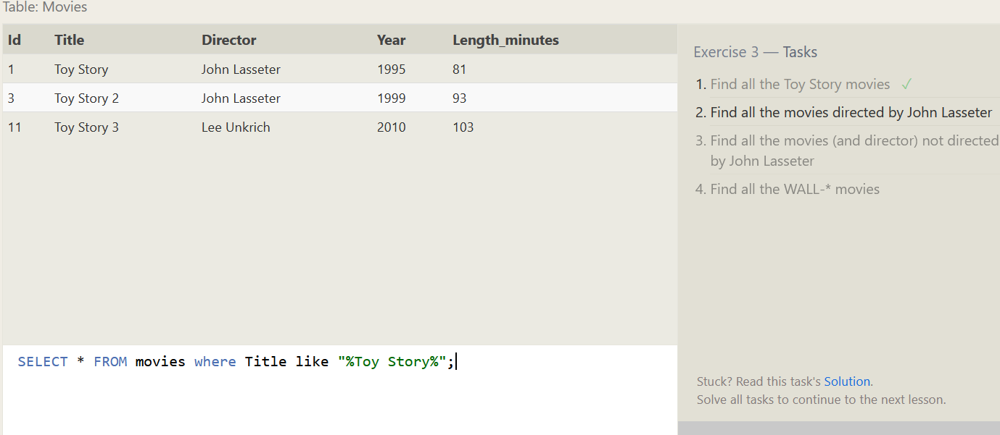 Table: Movies
Id Title Director Year Length_minutes
1 Toy Story John Lasseter 1995 81
3 Toy Story 2 John Lasseter 1999 93
11 Toy Story 3 Lee Unkrich 2010 103
SELECT * FROM movies where Title like "%Toy Story%";
Exercise 3 — Tasks
1. Find all the Toy Story movies ✓
2. Find all the movies directed by John Lasseter
3. Find all the movies (and director) not directed
by John Lasseter
4. Find all the WALL-* movies
Stuck? Read this task's Solution.
Solve all tasks to continue to the next lesson.